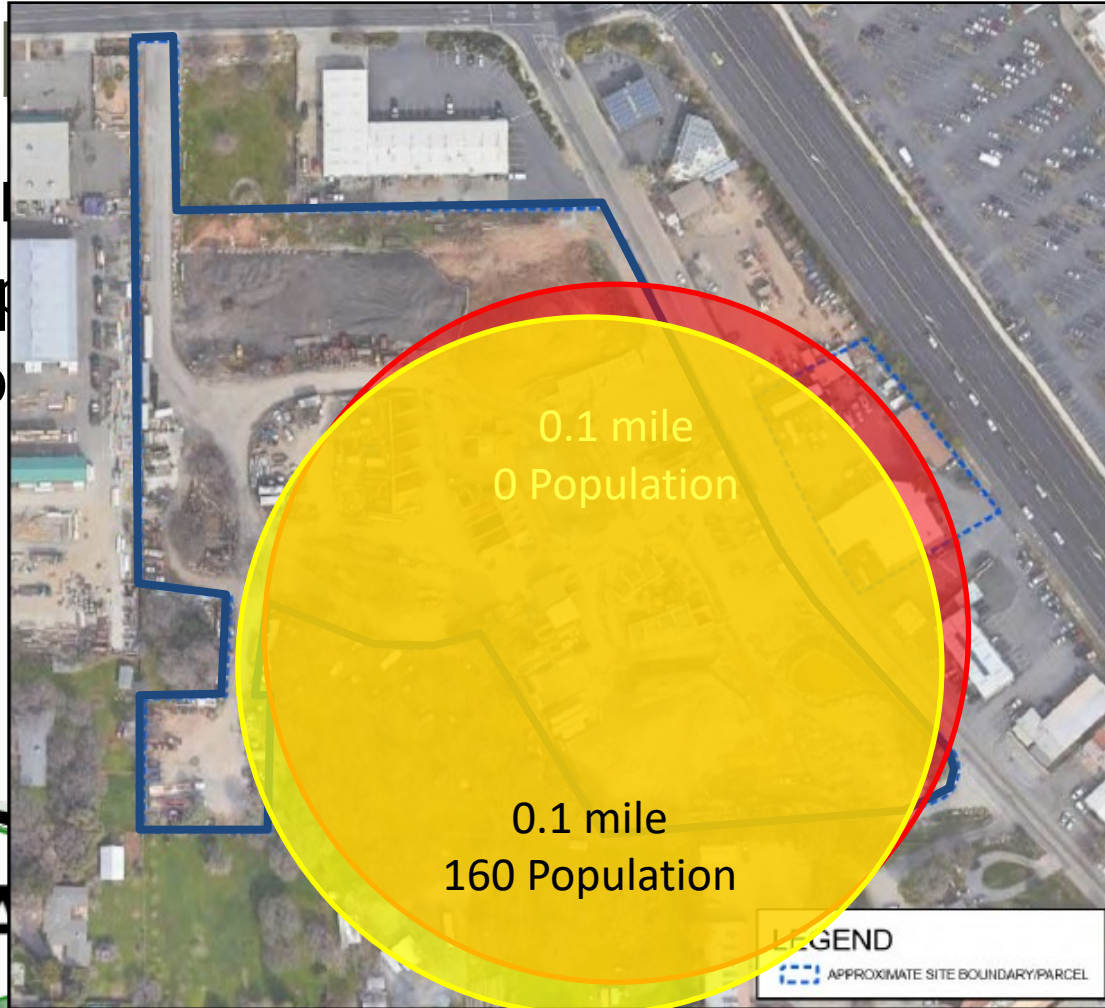 0.1 mile
0 Population
0.1 mile
160 Population
LEGEND
APPROXIMATE SITE BOUNDARY/PARCEL